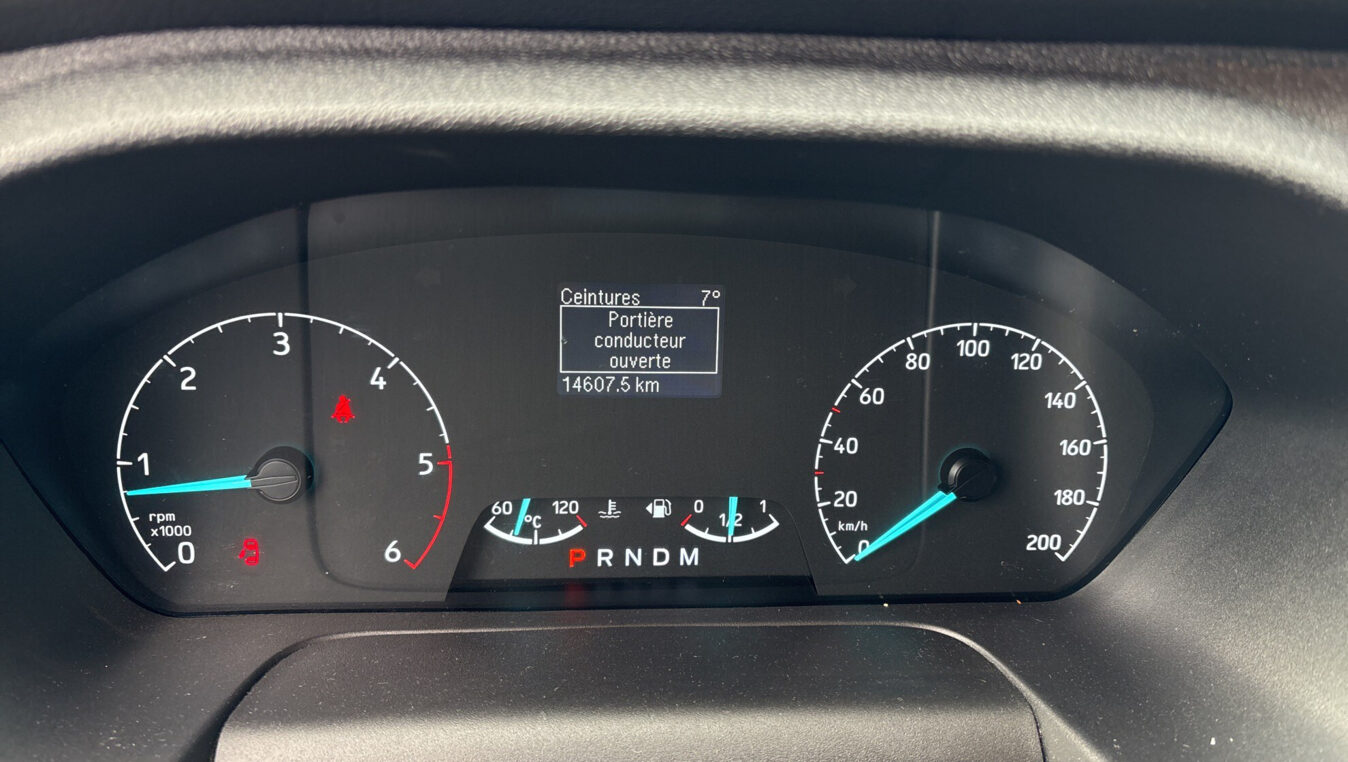 Ceintures 7°
Portière
conducteur
ouverte
14607.5 km
0
1
2
3
4
5
6
rpm
x1000
60 °C 120
0 1/2 1
P R N D M
0
20
40
60
80
100
120
140
160
180
200
km/h